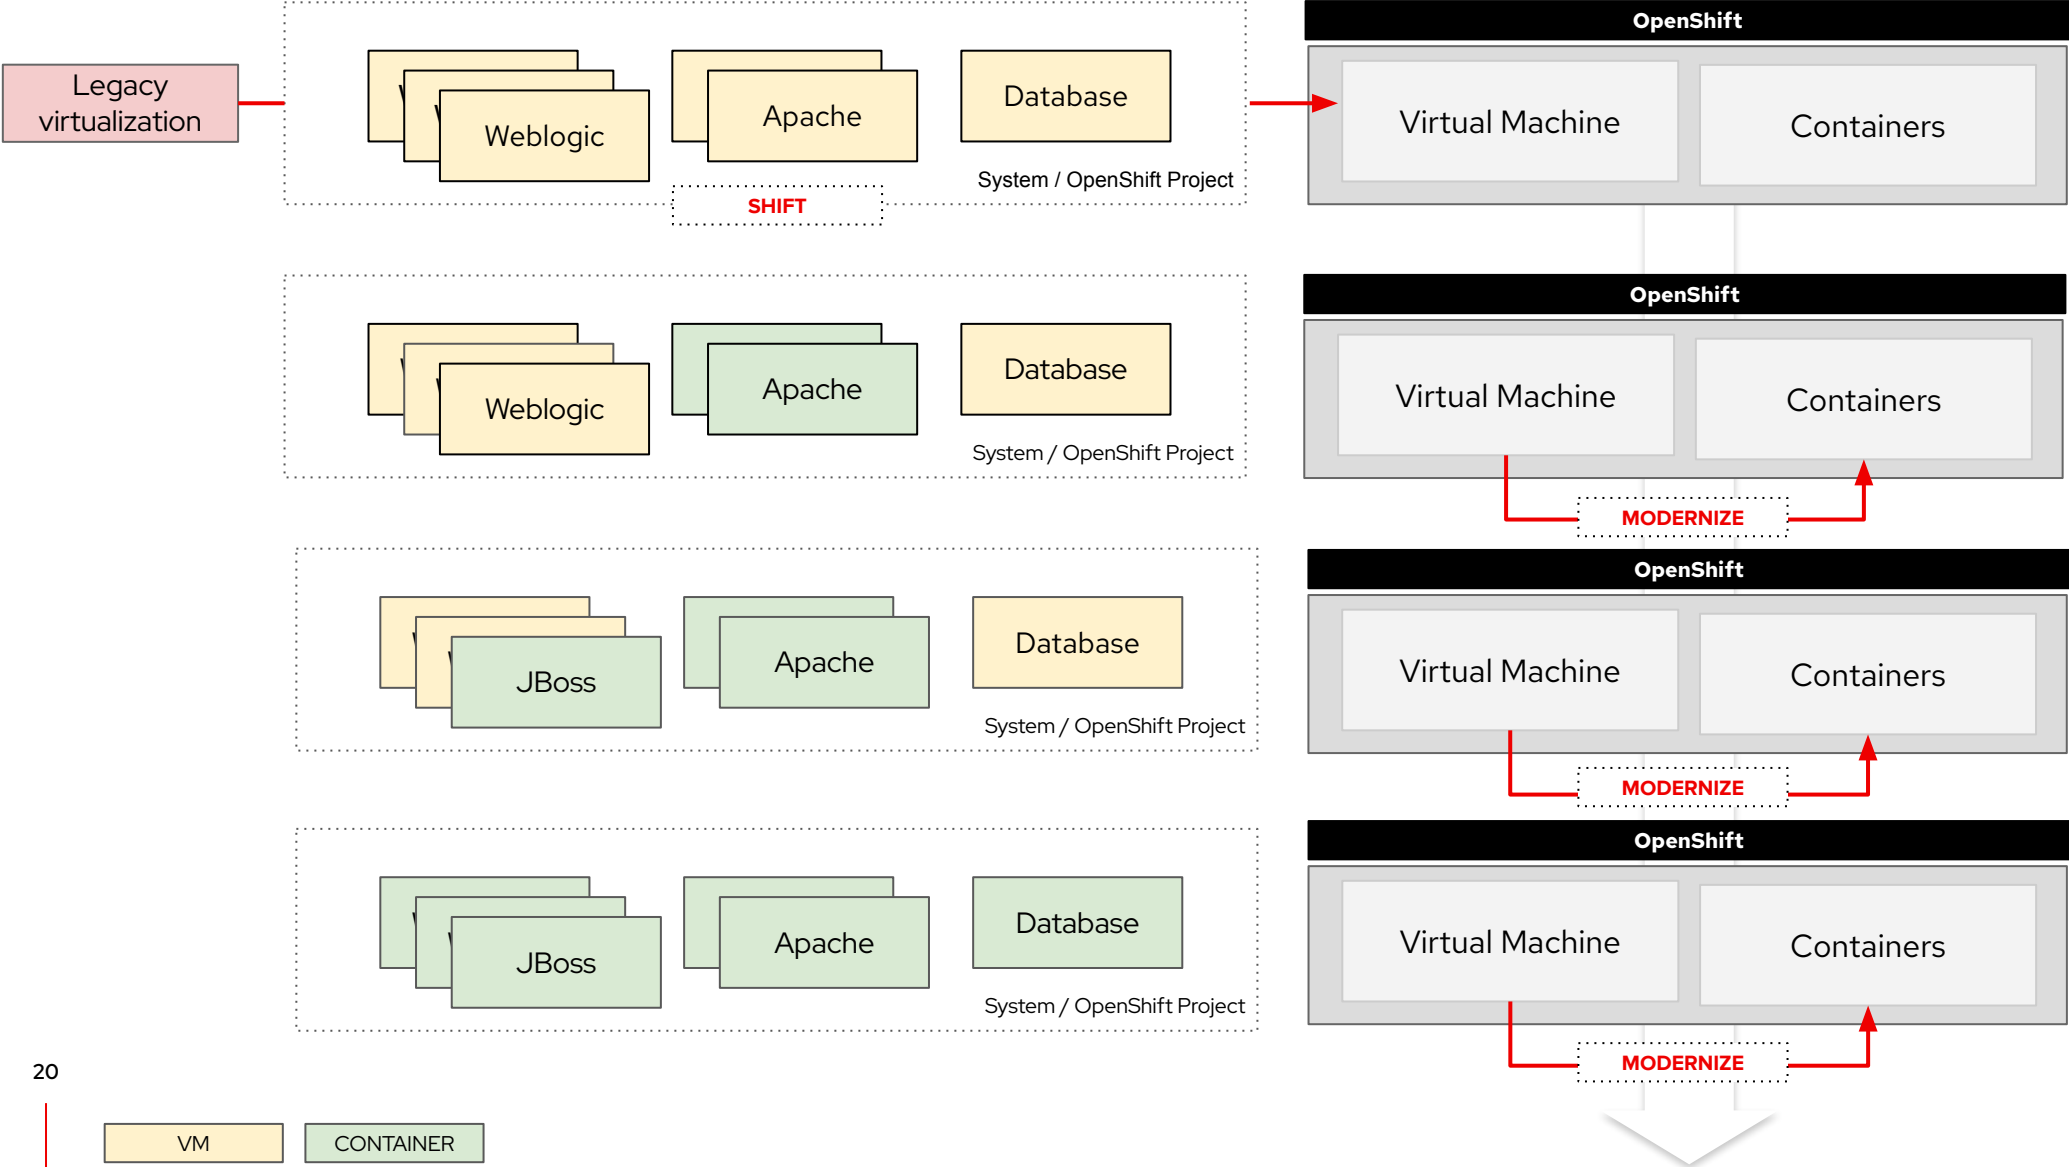 OpenShift
Legacy
virtualization
Weblogic
Apache
Database
System / OpenShift Project
SHIFT
Virtual Machine
Containers
OpenShift
Weblogic
Apache
Database
System / OpenShift Project
Virtual Machine
Containers
MODERNIZE
OpenShift
JBoss
Apache
Database
System / OpenShift Project
Virtual Machine
Containers
MODERNIZE
OpenShift
JBoss
Apache
Database
System / OpenShift Project
Virtual Machine
Containers
MODERNIZE
20
VM
CONTAINER